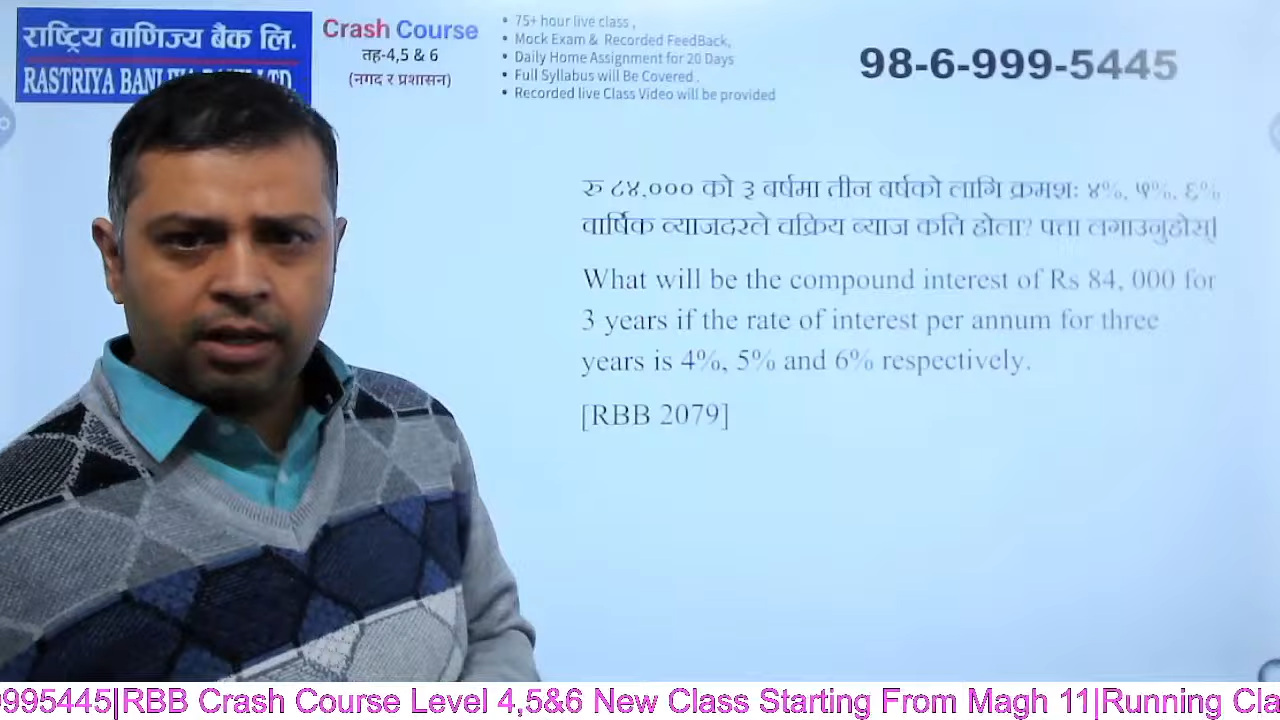 राष्ट्रिय वाणिज्य बैंक लि.
RASTRIYA
Crash Course
तह-4,5 & 6
(नगद र प्रशासन)
• 75+ hour live class ,
• Mock Exam & Recorded FeedBack,
• Daily Home Assignment for 20 Days
• Full Syllabus will Be Covered .
• Recorded live Class Video will be provided
98-6-999-5445
रु ८४,००० को ३ वर्षमा तीन वर्षको लागि क्रमशः ४%, ५%, ६%
वार्षिक व्याजदरले चक्रिय ब्याज कति होला? पत्ता लगाउनुहोस्|
What will be the compound interest of Rs 84, 000 for
3 years if the rate of interest per annum for three
years is 4%, 5% and 6% respectively.
[RBB 2079]
9995445|RBB Crash Course Level 4,5&6 New Class Starting From Magh 11|Running Cla